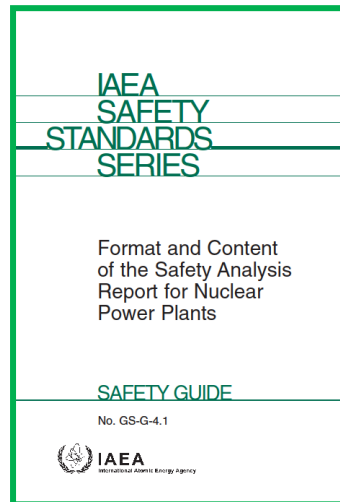 IAEA
SAFETY
STANDARDS
SERIES
Format and Content
of the Safety Analysis
Report for Nuclear
Power Plants
SAFETY GUIDE
No. GS-G-4.1
IAEA
International Atomic Energy Agency